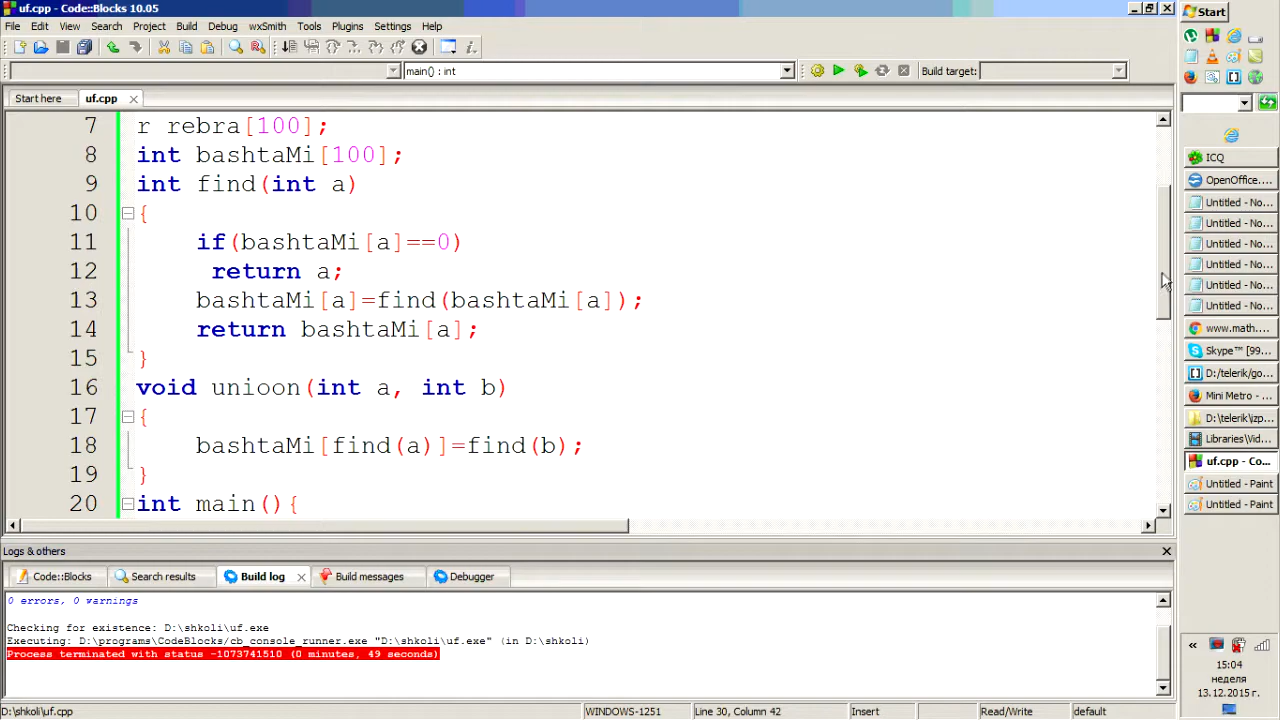 uf.cpp - Code::Blocks 10.05
File Edit View Search Project Build Debug wxSmith Tools Plugins Settings Help
main() : int
Build target:
Start here
uf.cpp
7 r rebra[100];
8 int bashtaMi[100];
9 int find(int a)
10 {
11 if(bashtaMi[a]==0)
12 return a;
13 bashtaMi[a]=find(bashtaMi[a]);
14 return bashtaMi[a];
15 }
16 void unioon(int a, int b)
17 {
18 bashtaMi[find(a)]=find(b);
19 }
20 int main(){
Logs & others
Code::Blocks
Search results
Build log
Build messages
Debugger
0 errors, 0 warnings
Checking for existence: D:\shkoli\uf.exe
Executing: D:\programs\CodeBlocks/cb_console_runner.exe "D:\shkoli\uf.exe" (in D:\shkoli)
Process terminated with status -1073741510 (0 minutes, 49 seconds)
D:\shkoli\uf.cpp
WINDOWS-1251
Line 30, Column 42
Insert
Read/Write
default
Start
ICQ
OpenOffice....
Untitled - No...
Untitled - No...
Untitled - No...
Untitled - No...
Untitled - No...
Untitled - No...
www.math....
Skype™ [99...
D:/telerik/go...
Mini Metro - ...
D:\telerik\izp...
Libraries\Vid...
uf.cpp - Co...
Untitled - Paint
Untitled - Paint
15:04
неделя
13.12.2015 г.